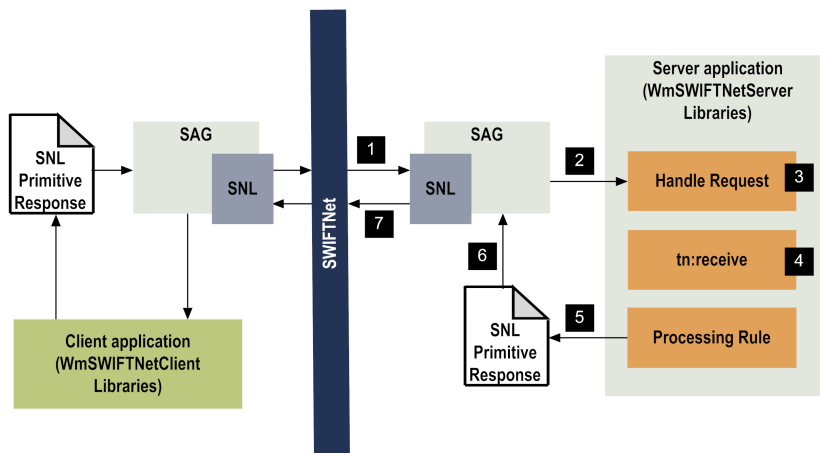 SNL
Primitive
Response
SAG
SNL
Client application
(WmSWIFTNetClient
Libraries)
SWIFTNet
1
7
SAG
SNL
2
6
SNL
Primitive
Response
5
Server application
(WmSWIFTNetServer
Libraries)
Handle Request
3
tn:receive
4
Processing Rule